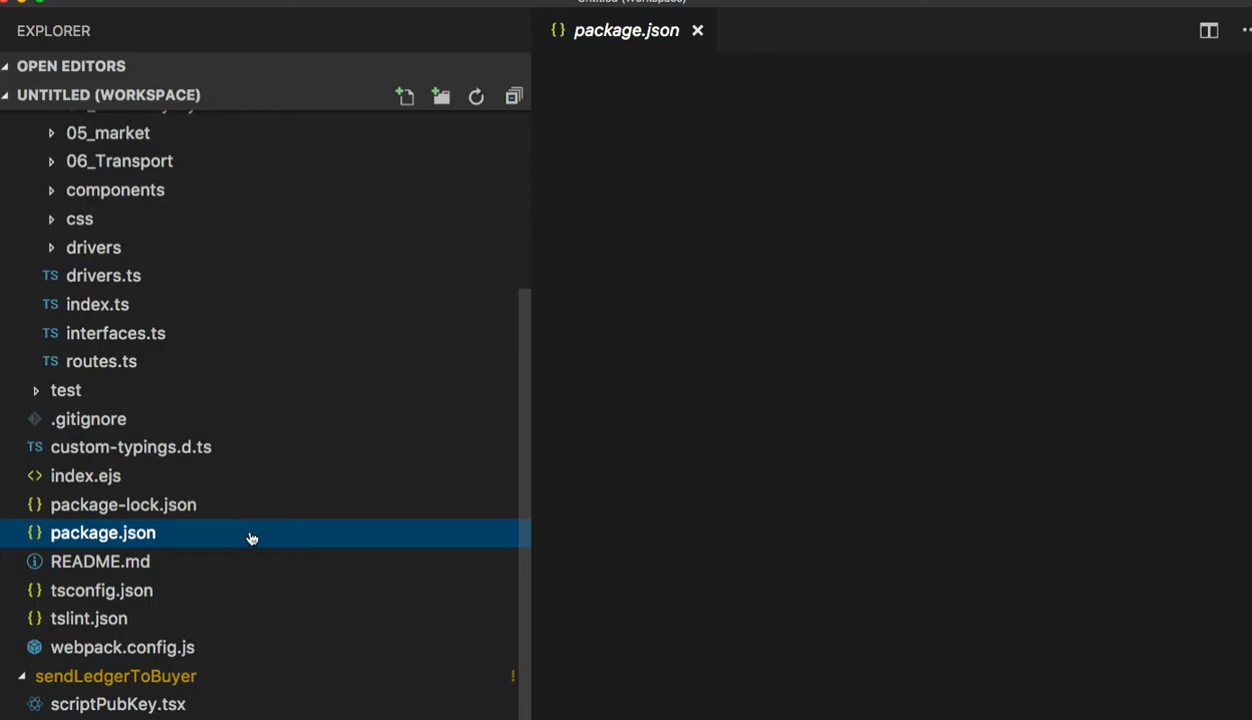 Untitled (Workspace)
EXPLORER
{} package.json ×
OPEN EDITORS
UNTITLED (WORKSPACE)
05_market
06_Transport
components
css
drivers
TS drivers.ts
TS index.ts
TS interfaces.ts
TS routes.ts
test
.gitignore
TS custom-typings.d.ts
<> index.ejs
{} package-lock.json
{} package.json
README.md
{} tsconfig.json
{} tslint.json
webpack.config.js
sendLedgerToBuyer !
scriptPubKey.tsx